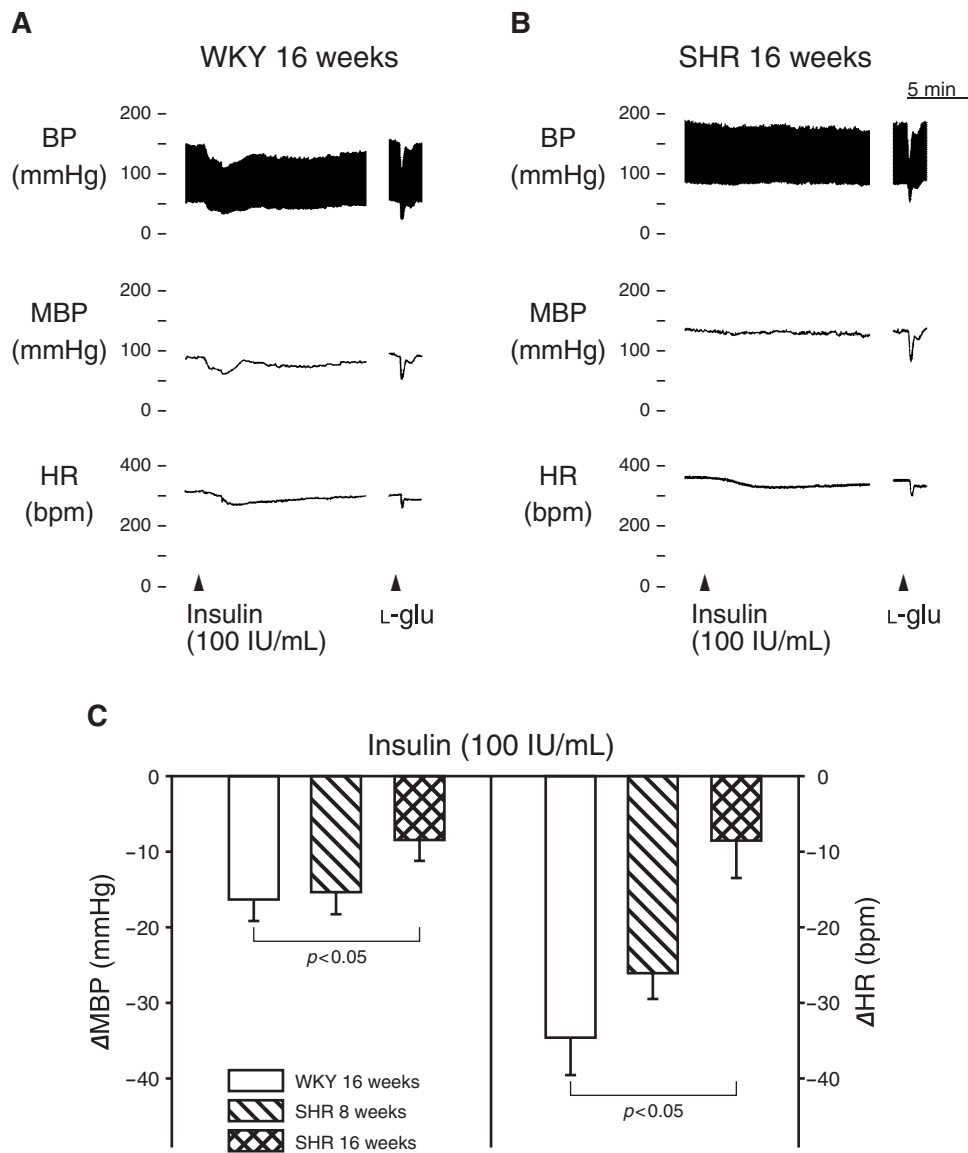 A
WKY 16 weeks
BP
(mmHg)
200
100
0
MBP
(mmHg)
200
100
0
HR
(bpm)
400
200
0
Insulin
(100 IU/mL)
L-glu
B
SHR 16 weeks
5 min
BP
(mmHg)
200
100
0
MBP
(mmHg)
200
100
0
HR
(bpm)
400
200
0
Insulin
(100 IU/mL)
L-glu
C
Insulin (100 IU/mL)
ΔMBP (mmHg)
0
−10
−20
−30
−40
p<0.05
WKY 16 weeks
SHR 8 weeks
SHR 16 weeks
p<0.05
0
−10
−20
−30
−40
ΔHR (bpm)